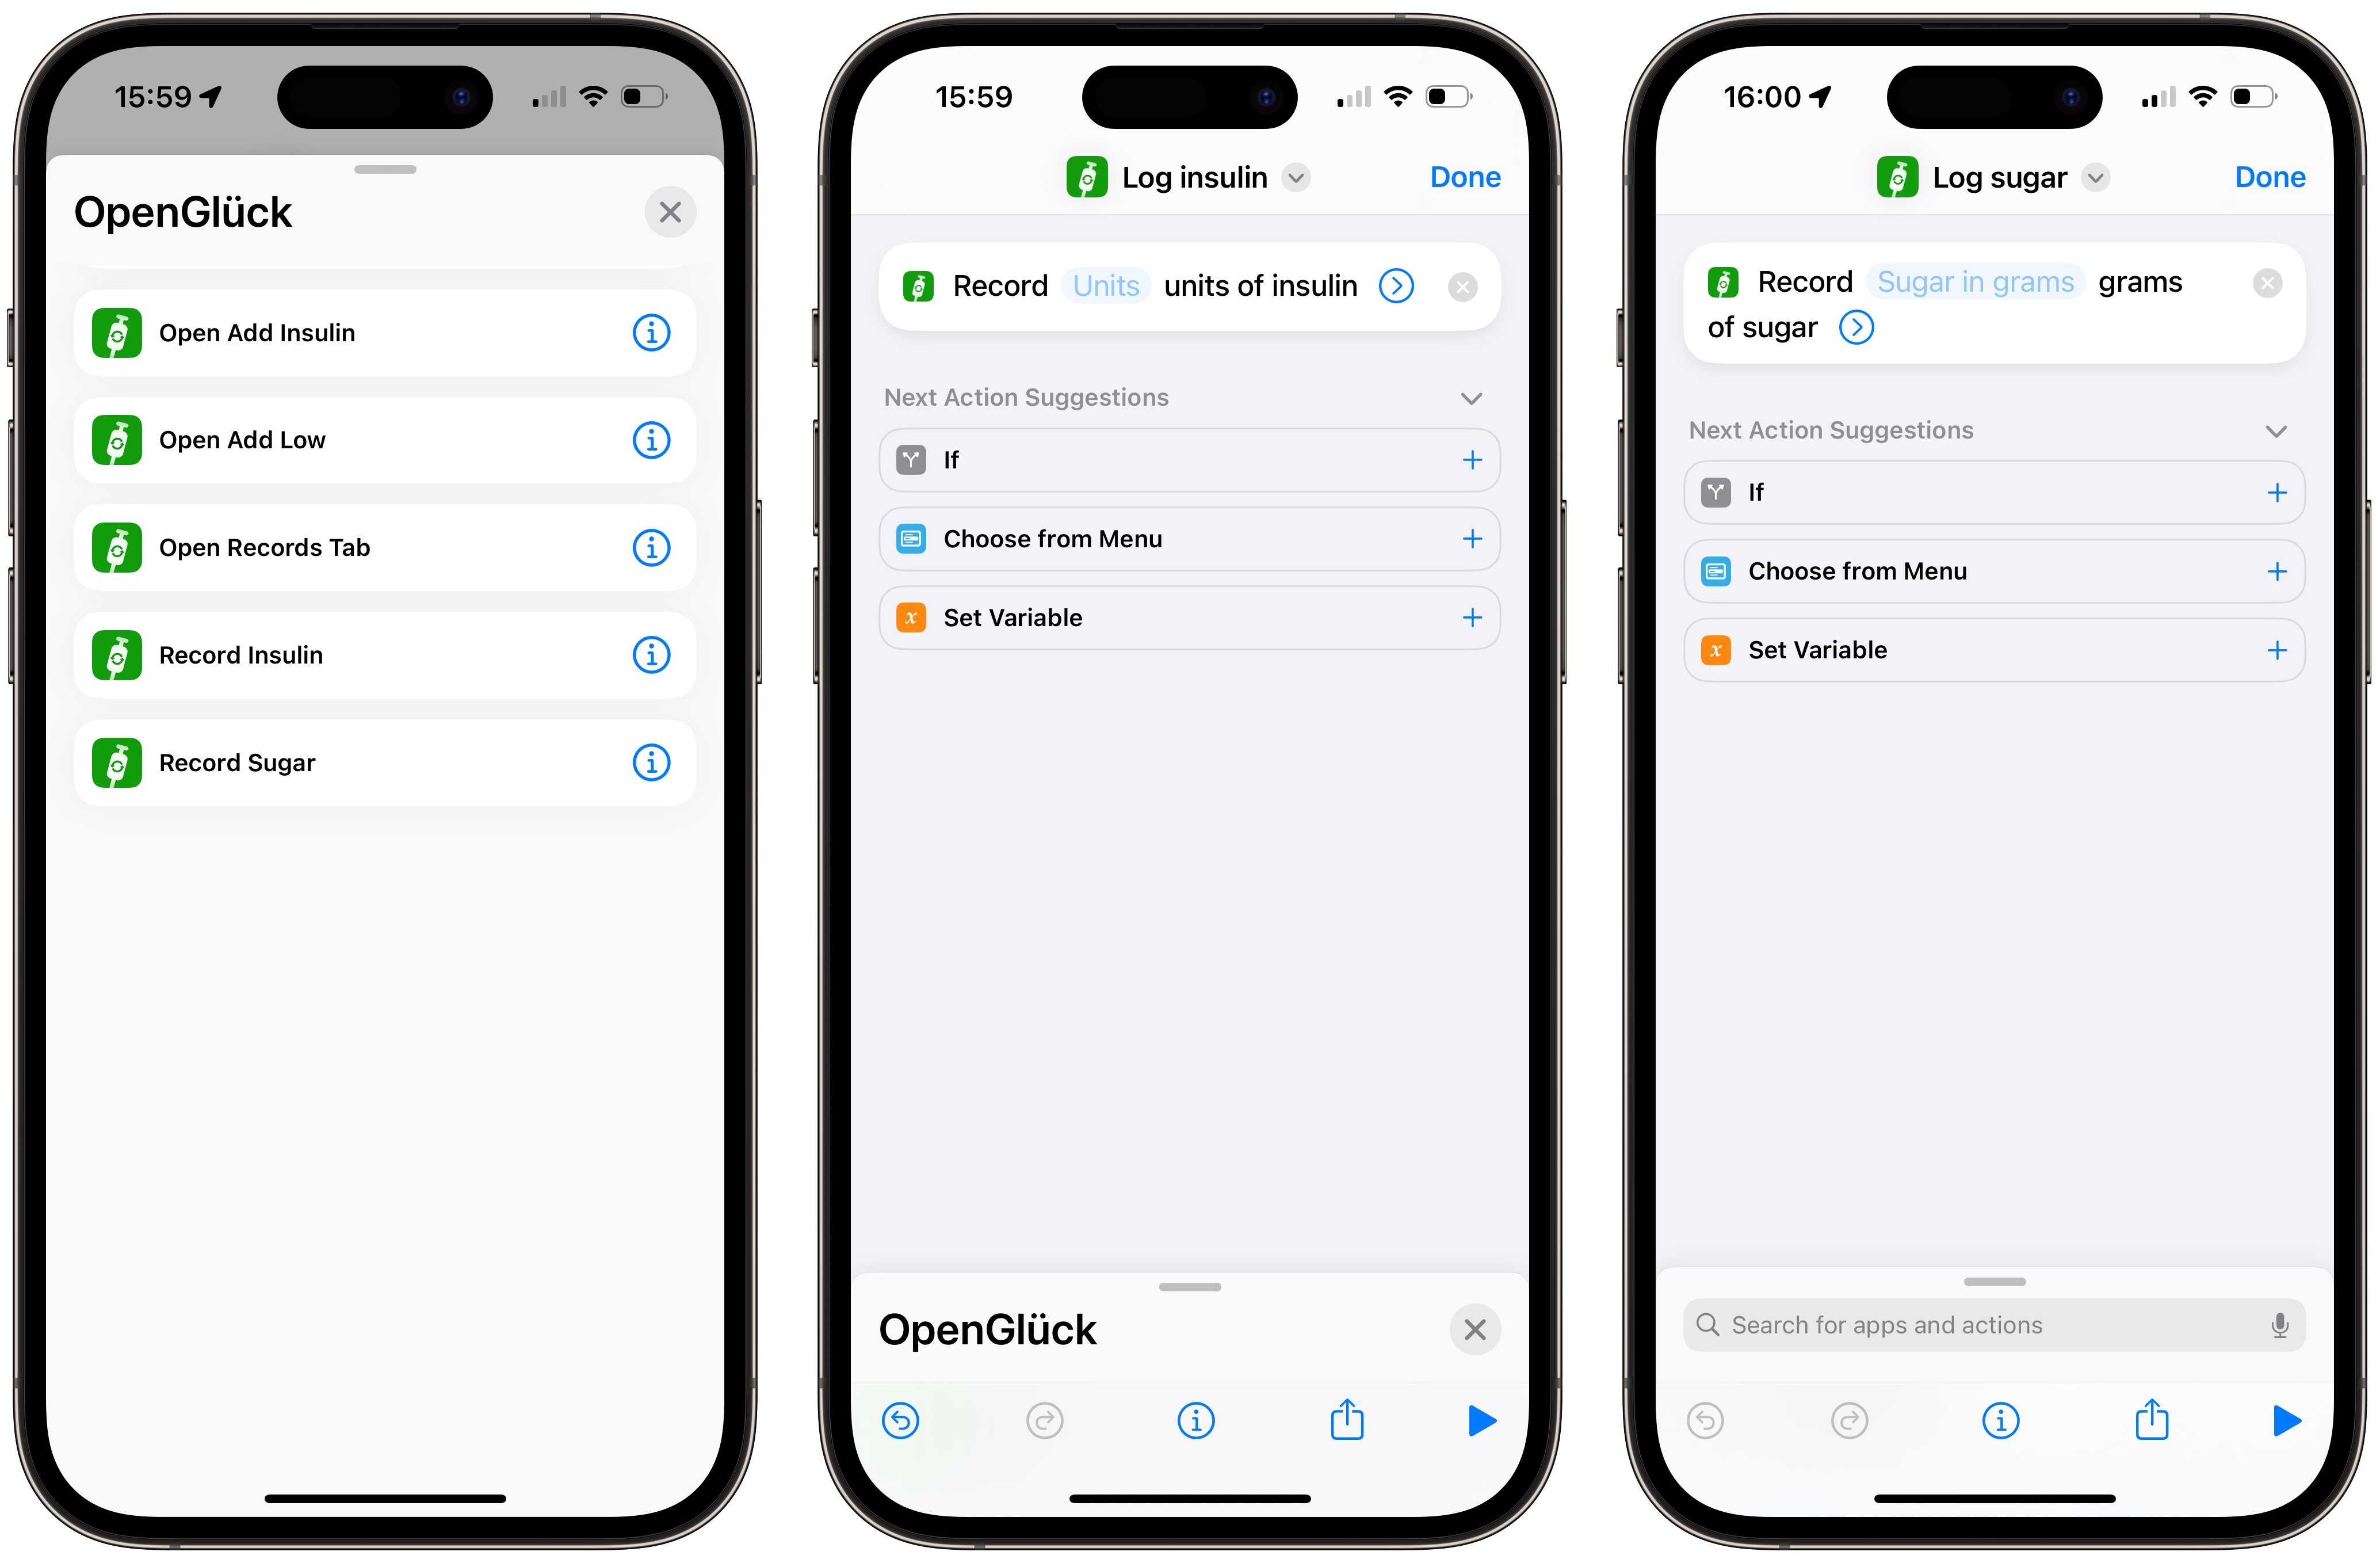 15:59
OpenGlück
Open Add Insulin
Open Add Low
Open Records Tab
Record Insulin
Record Sugar
15:59
Log insulin
Done
Record Units units of insulin
Next Action Suggestions
If
Choose from Menu
Set Variable
OpenGlück
16:00
Log sugar
Done
Record Sugar in grams grams
of sugar
Next Action Suggestions
If
Choose from Menu
Set Variable
Search for apps and actions